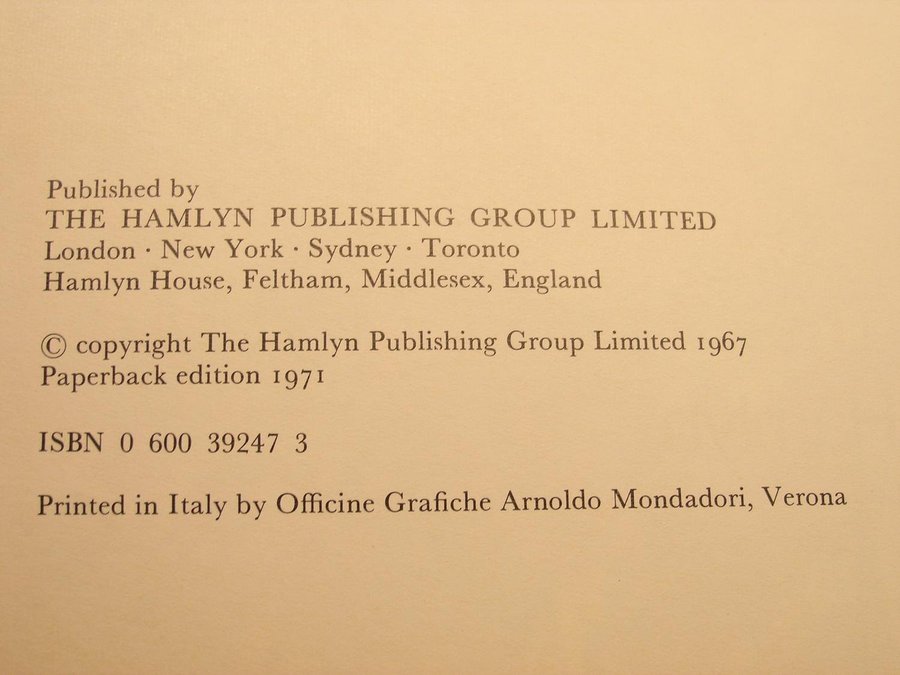 Published by
THE HAMLYN PUBLISHING GROUP LIMITED
London · New York · Sydney · Toronto
Hamlyn House, Feltham, Middlesex, England
© copyright The Hamlyn Publishing Group Limited 1967
Paperback edition 1971
ISBN 0 600 39247 3
Printed in Italy by Officine Grafiche Arnoldo Mondadori, Verona